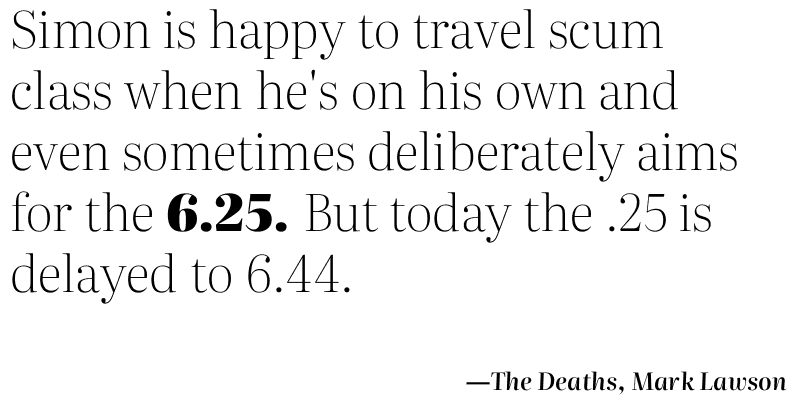 Simon is happy to travel scum
class when he's on his own and
even sometimes deliberately aims
for the 6.25. But today the .25 is
delayed to 6.44.
—The Deaths, Mark Lawson